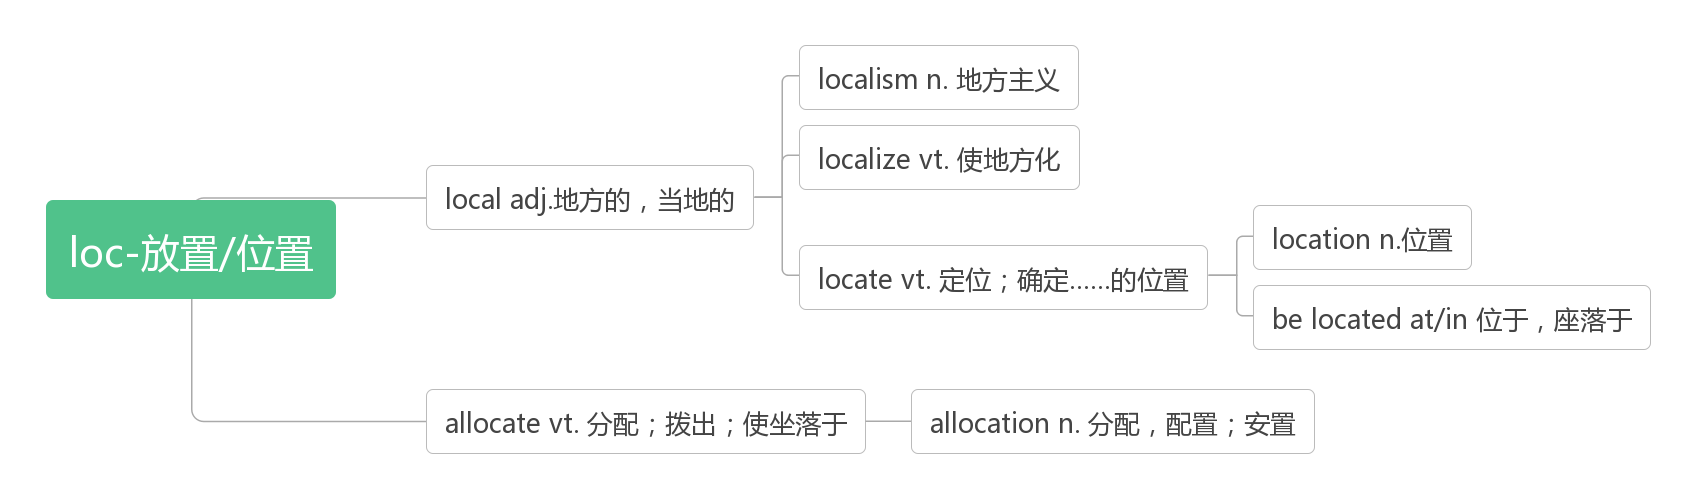 loc-放置/位置
local adj.地方的，当地的
localism n. 地方主义
localize vt. 使地方化
locate vt. 定位；确定……的位置
location n.位置
be located at/in 位于，座落于
allocate vt. 分配；拨出；使坐落于
allocation n. 分配，配置；安置